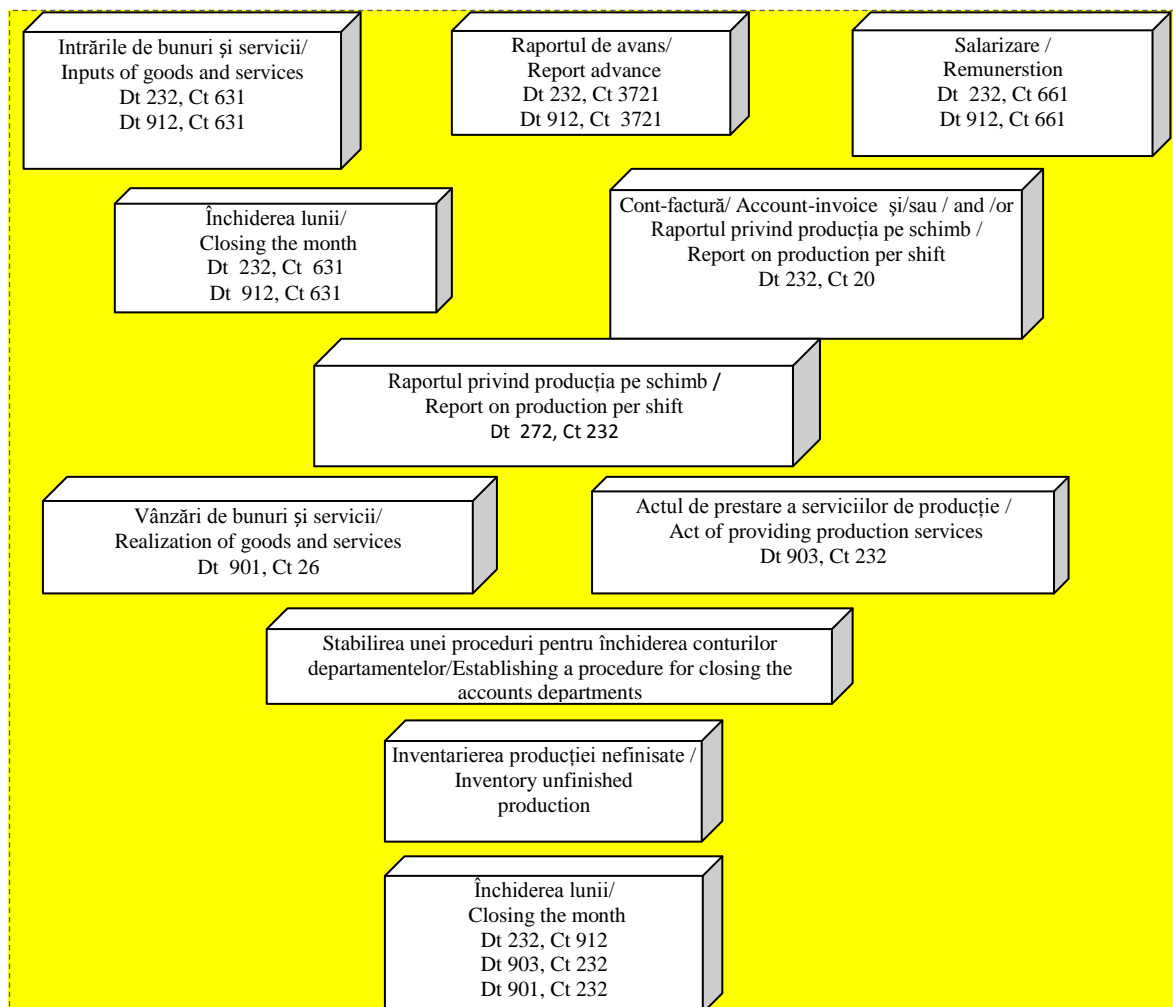 Intrările de bunuri și servicii/
Inputs of goods and services
Dt 232, Ct 631
Dt 912, Ct 631
Raportul de avans/
Report advance
Dt 232, Ct 3721
Dt 912, Ct 3721
Salarizare /
Remunerstion
Dt 232, Ct 661
Dt 912, Ct 661
Închiderea lunii/
Closing the month
Dt 232, Ct 631
Dt 912, Ct 631
Cont-factură/ Account-invoice și/sau / and /or
Raportul privind producția pe schimb /
Report on production per shift
Dt 232, Ct 20
Raportul privind producția pe schimb /
Report on production per shift
Dt 272, Ct 232
Vânzări de bunuri și servicii/
Realization of goods and services
Dt 901, Ct 26
Actul de prestare a serviciilor de producție /
Act of providing production services
Dt 903, Ct 232
Stabilirea unei proceduri pentru închiderea conturilor
departamentelor/Establishing a procedure for closing the
accounts departments
Inventarierea producției nefinisate /
Inventory unfinished
production
Închiderea lunii/
Closing the month
Dt 232, Ct 912
Dt 903, Ct 232
Dt 901, Ct 232